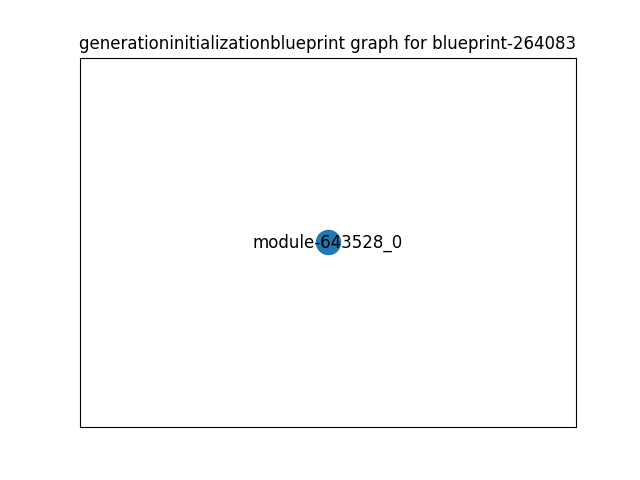 generationinitializationblueprint graph for blueprint-264083
module-643528_0